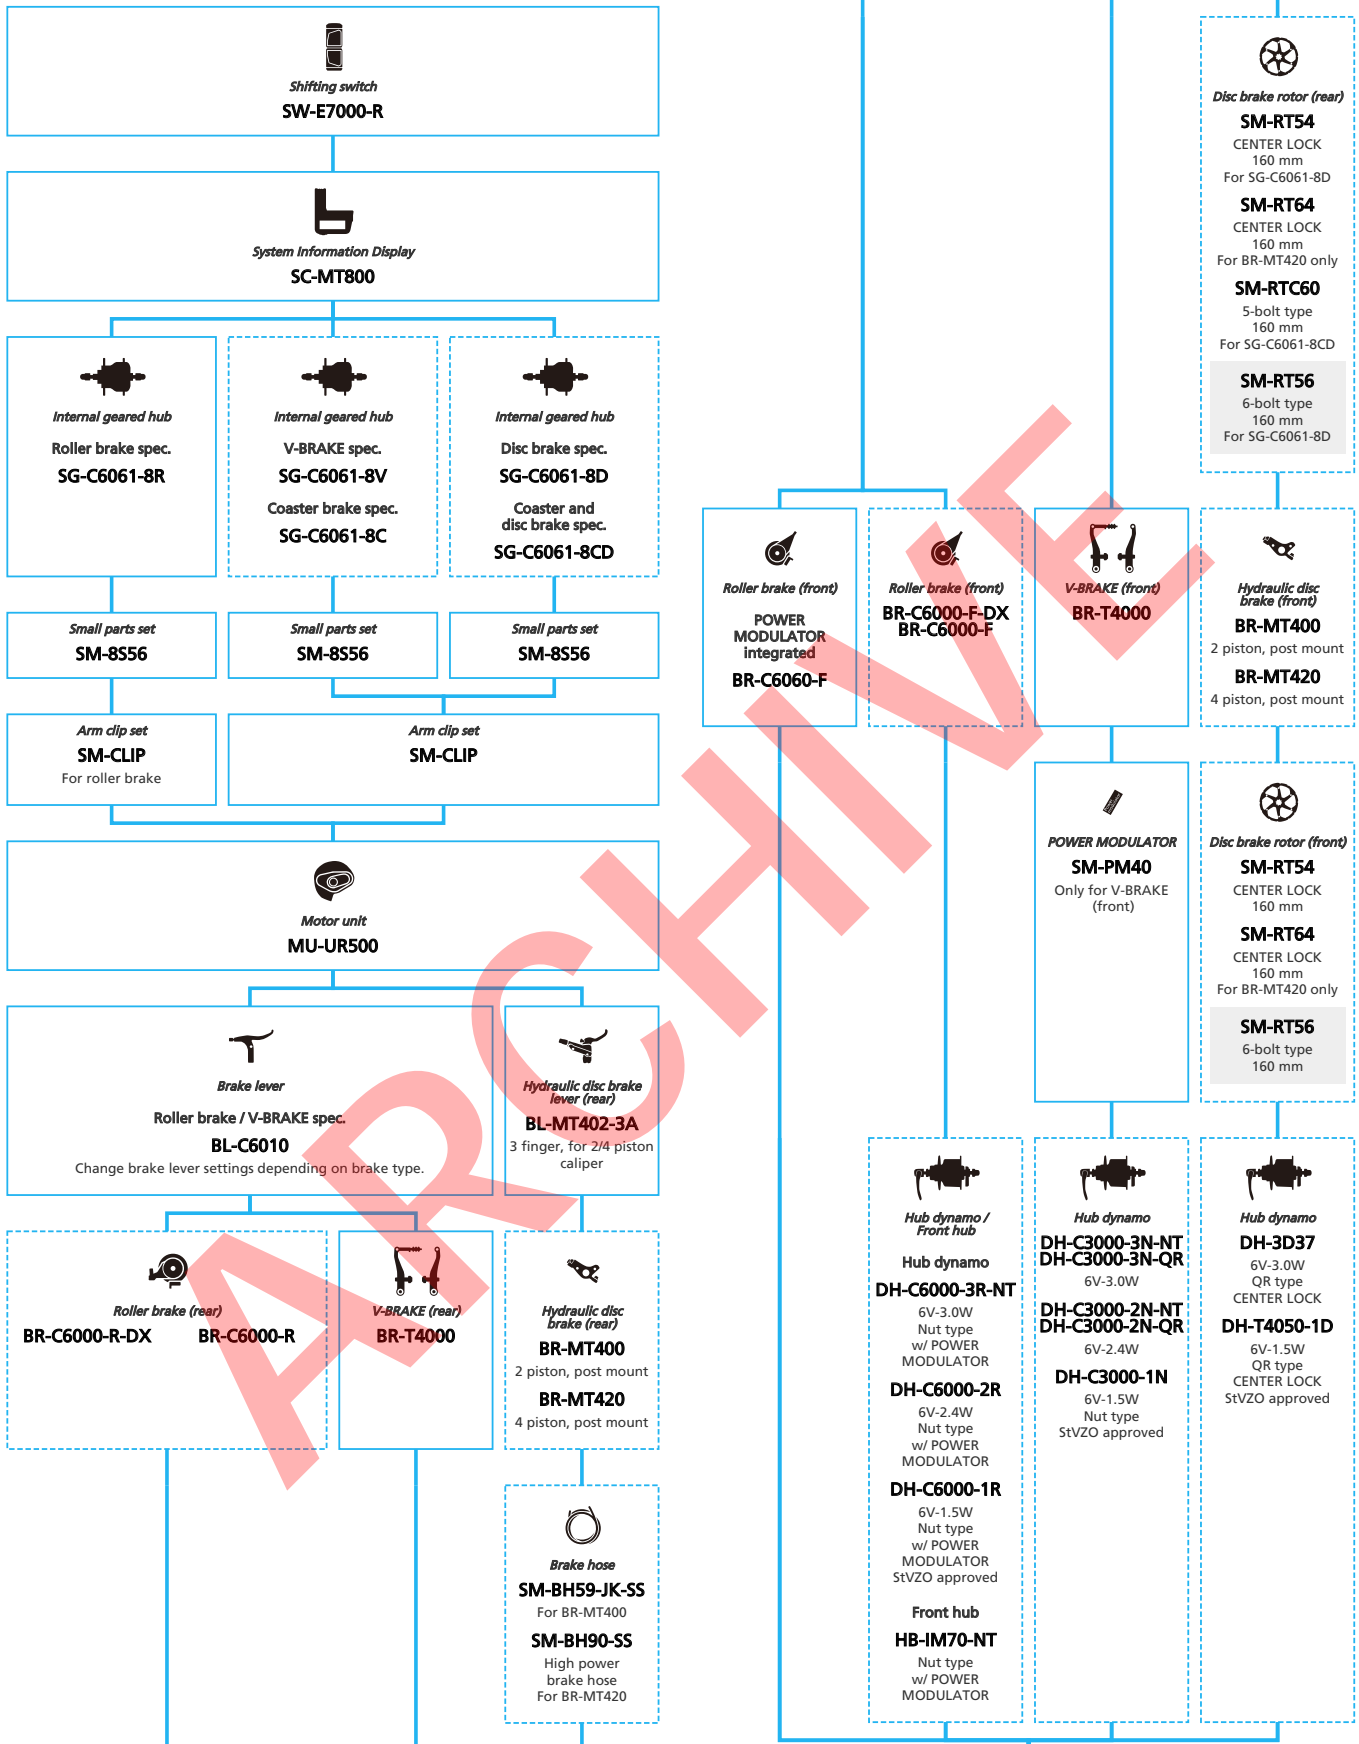 Shifting switch
SW-E7000-R
System Information Display
SC-MT800
Internal geared hub
Roller brake spec.
SG-C6061-8R
Internal geared hub
V-BRAKE spec.
SG-C6061-8V
Coaster brake spec.
SG-C6061-8C
Internal geared hub
Disc brake spec.
SG-C6061-8D
Coaster and
disc brake spec.
SG-C6061-8CD
Small parts set
SM-8S56
Small parts set
SM-8S56
Small parts set
SM-8S56
Arm clip set
SM-CLIP
For roller brake
Arm clip set
SM-CLIP
Motor unit
MU-UR500
Brake lever
Roller brake / V-BRAKE spec.
BL-C6010
Change brake lever settings depending on brake type.
Hydraulic disc brake
lever (rear)
BL-MT402-3A
3 finger, for 2/4 piston
caliper
Roller brake (rear)
BR-C6000-R-DX BR-C6000-R
V-BRAKE (rear)
BR-T4000
Hydraulic disc
brake (rear)
BR-MT400
2 piston, post mount
BR-MT420
4 piston, post mount
Brake hose
SM-BH59-JK-SS
For BR-MT400
SM-BH90-SS
High power
brake hose
For BR-MT420
Disc brake rotor (rear)
SM-RT54
CENTER LOCK
160 mm
For SG-C6061-8D
SM-RT64
CENTER LOCK
160 mm
For BR-MT420 only
SM-RTC60
5-bolt type
160 mm
For SG-C6061-8CD
SM-RT56
6-bolt type
160 mm
For SG-C6061-8D
Roller brake (front)
POWER
MODULATOR
integrated
BR-C6060-F
Roller brake (front)
BR-C6000-F-DX
BR-C6000-F
V-BRAKE (front)
BR-T4000
Hydraulic disc
brake (front)
BR-MT400
2 piston, post mount
BR-MT420
4 piston, post mount
POWER MODULATOR
SM-PM40
Only for V-BRAKE
(front)
Disc brake rotor (front)
SM-RT54
CENTER LOCK
160 mm
SM-RT64
CENTER LOCK
160 mm
For BR-MT420 only
SM-RT56
6-bolt type
160 mm
Hub dynamo /
Front hub
Hub dynamo
DH-C6000-3R-NT
6V-3.0W
Nut type
w/ POWER
MODULATOR
DH-C6000-2R
6V-2.4W
Nut type
w/ POWER
MODULATOR
DH-C6000-1R
6V-1.5W
Nut type
w/ POWER
MODULATOR
StVZO approved
Front hub
HB-IM70-NT
Nut type
w/ POWER
MODULATOR
Hub dynamo
DH-C3000-3N-NT
DH-C3000-3N-QR
6V-3.0W
DH-C3000-2N-NT
DH-C3000-2N-QR
6V-2.4W
DH-C3000-1N
6V-1.5W
Nut type
StVZO approved
Hub dynamo
DH-3D37
6V-3.0W
QR type
CENTER LOCK
DH-T4050-1D
6V-1.5W
QR type
CENTER LOCK
StVZO approved
ARCHIVE